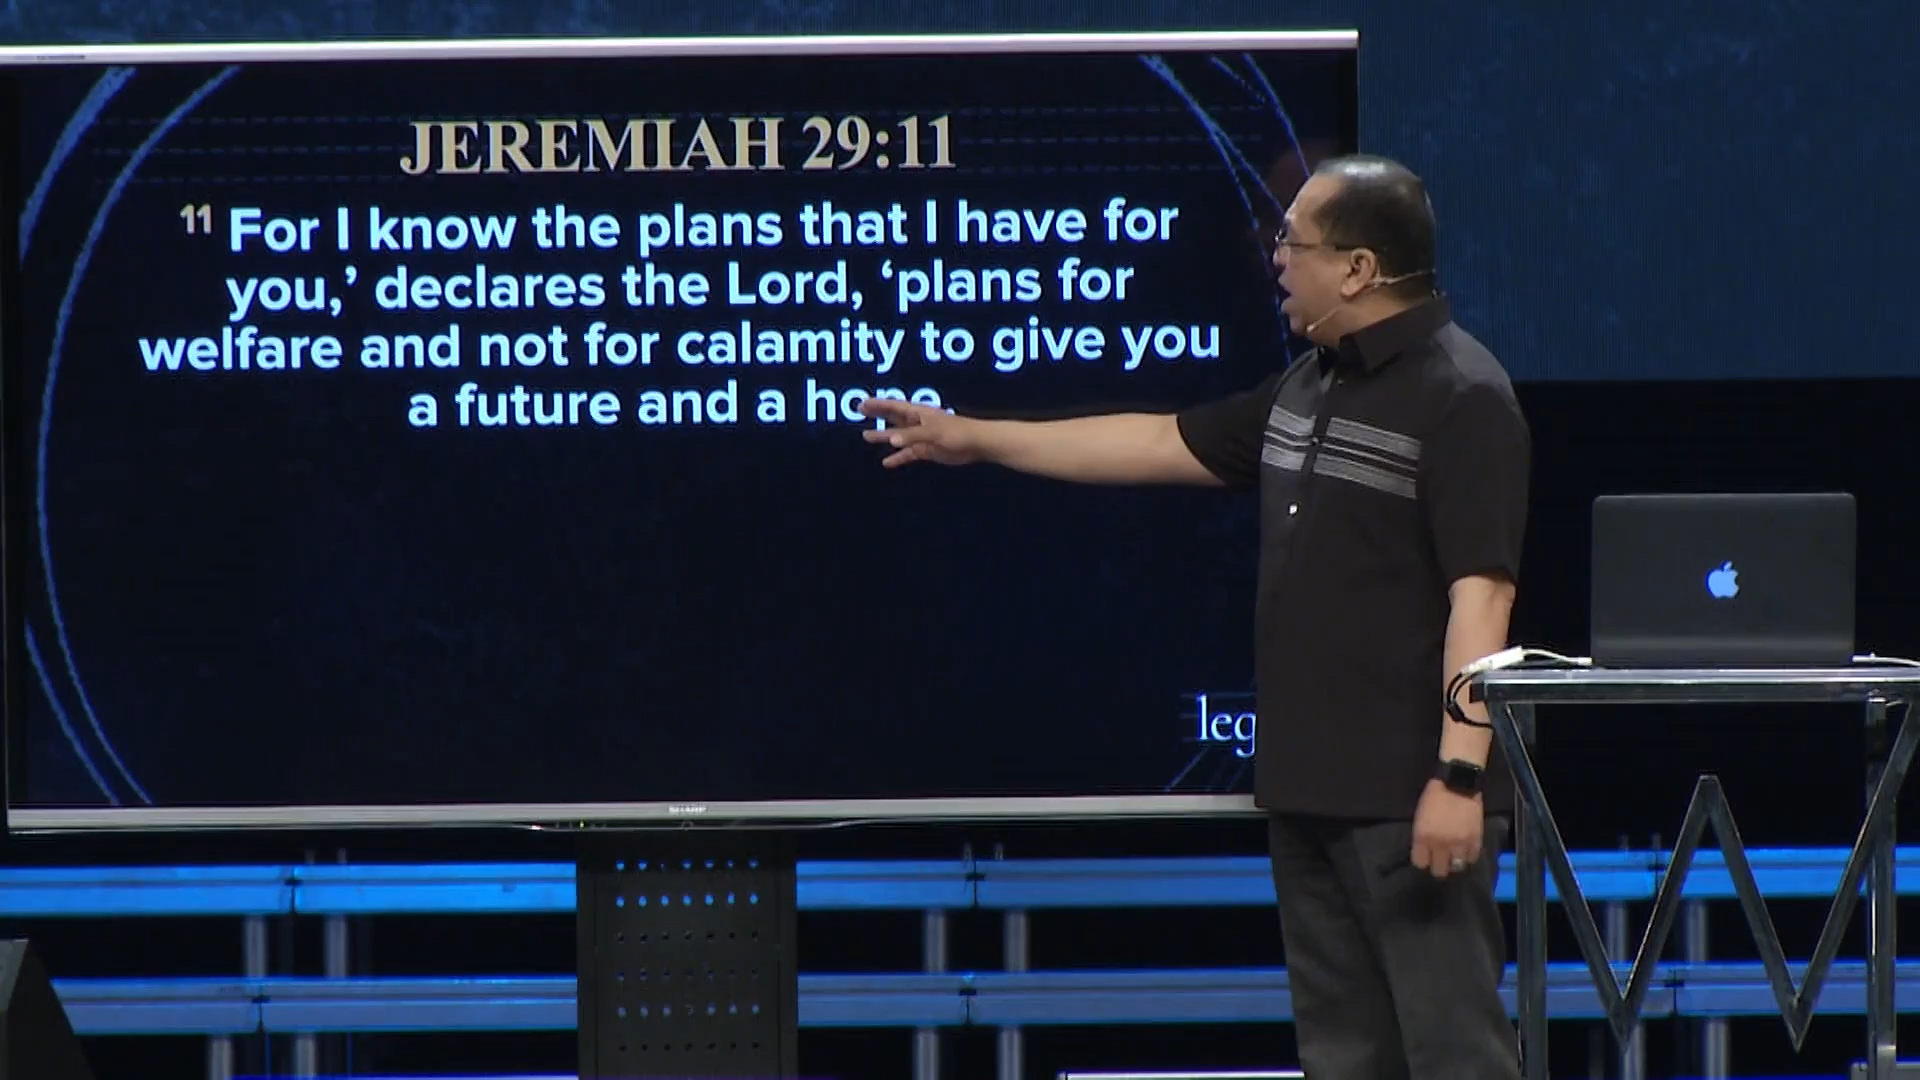 JEREMIAH 29:11
11 For I know the plans that I have for
you,’ declares the Lord, ‘plans for
welfare and not for calamity to give you
a future and a hope.
leg
SHARP